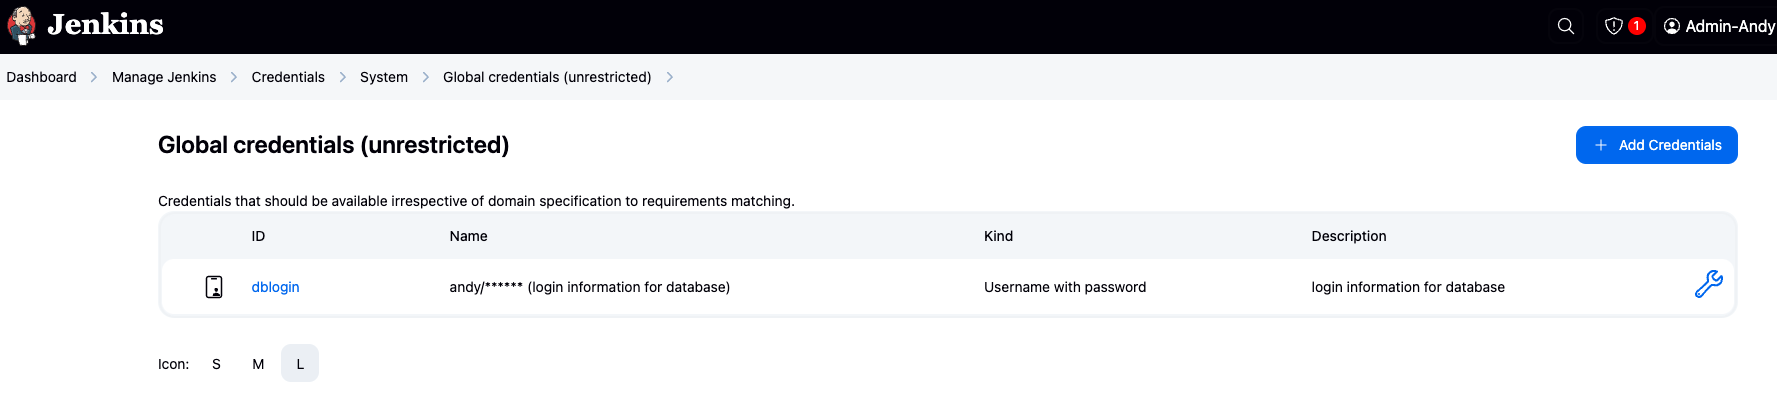 Jenkins 1 Admin-Andy
Dashboard Manage Jenkins Credentials System Global credentials (unrestricted)
Global credentials (unrestricted) + Add Credentials
Credentials that should be available irrespective of domain specification to requirements matching.
ID Name Kind Description
dblogin andy/****** (login information for database) Username with password login information for database
Icon: S M L